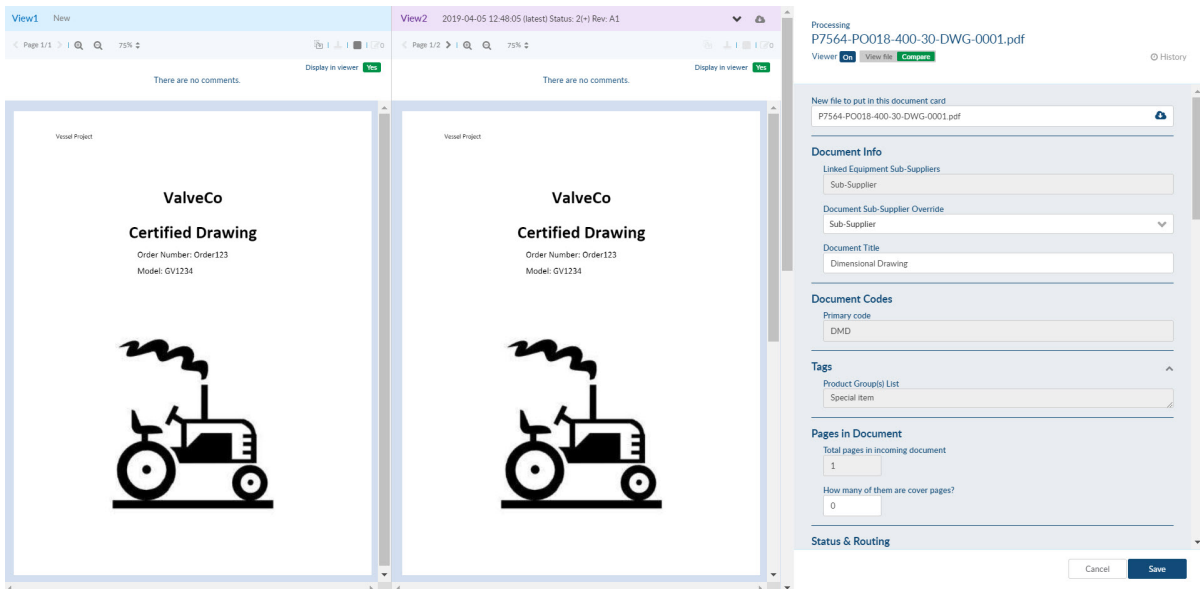 View1 New
< Page 1/1 > 75%
0
Display in viewer Yes
There are no comments.
Vessel Project
ValveCo
Certified Drawing
Order Number: Order123
Model: GV1234
View2 2019-04-05 12:48:05 (latest) Status: 2(+) Rev: A1
< Page 1/2 > 75%
0
Display in viewer Yes
There are no comments.
Vessel Project
ValveCo
Certified Drawing
Order Number: Order123
Model: GV1234
Processing
P7564-PO018-400-30-DWG-0001.pdf
Viewer On View file Compare
History
New file to put in this document card
P7564-PO018-400-30-DWG-0001.pdf
Document Info
Linked Equipment Sub-Suppliers
Sub-Supplier
Document Sub-Supplier Override
Sub-Supplier
Document Title
Dimensional Drawing
Document Codes
Primary code
DMD
Tags
Product Group(s) List
Special item
Pages in Document
Total pages in incoming document
1
How many of them are cover pages?
0
Status & Routing
Cancel Save